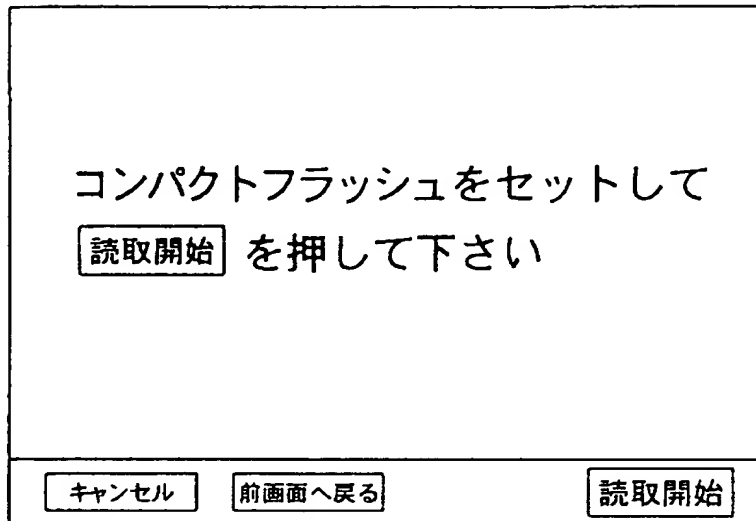 コンパクトフラッシュをセットして
読取開始 を押して下さい
キャンセル 前画面へ戻る 読取開始